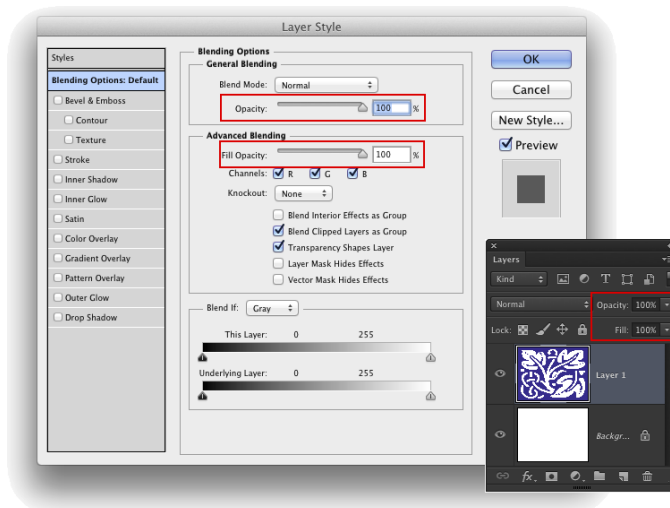 Layer Style
Styles
Blending Options: Default
Bevel & Emboss
Contour
Texture
Stroke
Inner Shadow
Inner Glow
Satin
Color Overlay
Gradient Overlay
Pattern Overlay
Outer Glow
Drop Shadow
Blending Options
General Blending
Blend Mode: Normal
Opacity: 100 %
Advanced Blending
Fill Opacity: 100 %
Channels: R G B
Knockout: None
Blend Interior Effects as Group
Blend Clipped Layers as Group
Transparency Shapes Layer
Layer Mask Hides Effects
Vector Mask Hides Effects
Blend If: Gray
This Layer: 0 255
Underlying Layer: 0 255
OK
Cancel
New Style...
Preview
Layers
Kind
Normal Opacity: 100%
Lock: Fill: 100%
Layer 1
Backgr...
fx.